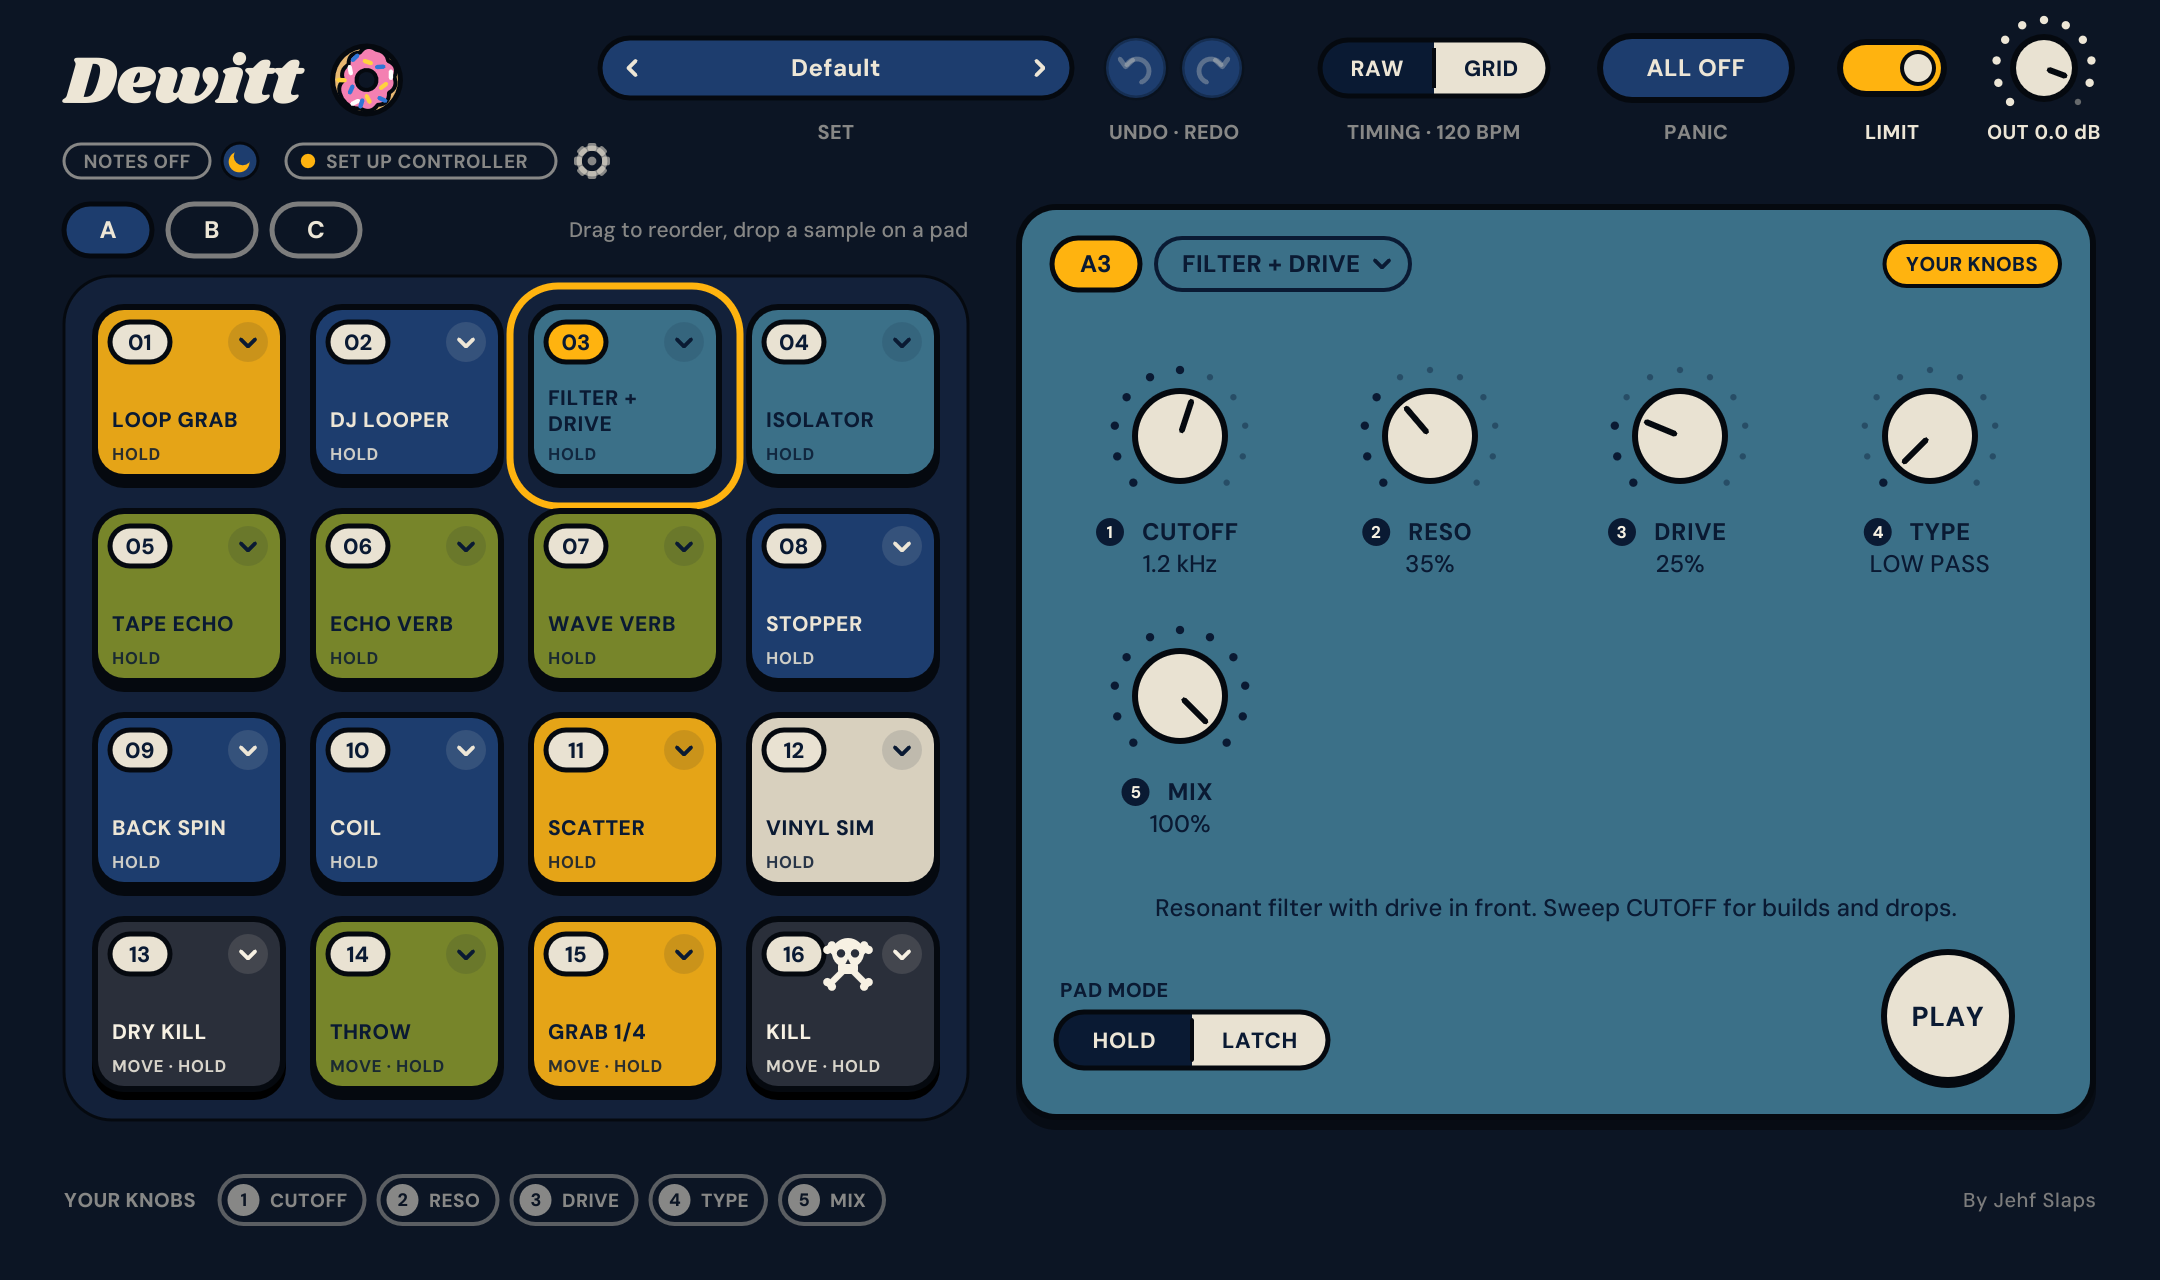 Dewitt
Default
RAW GRID
ALL OFF
SET
UNDO · REDO
TIMING · 120 BPM
PANIC
LIMIT
OUT 0.0 dB
NOTES OFF
SET UP CONTROLLER
A B C
Drag to reorder, drop a sample on a pad
01
LOOP GRAB
HOLD
02
DJ LOOPER
HOLD
03
FILTER +
DRIVE
HOLD
04
ISOLATOR
HOLD
05
TAPE ECHO
HOLD
06
ECHO VERB
HOLD
07
WAVE VERB
HOLD
08
STOPPER
HOLD
09
BACK SPIN
HOLD
10
COIL
HOLD
11
SCATTER
HOLD
12
VINYL SIM
HOLD
13
DRY KILL
MOVE · HOLD
14
THROW
MOVE · HOLD
15
GRAB 1/4
MOVE · HOLD
16
KILL
MOVE · HOLD
A3
FILTER + DRIVE
YOUR KNOBS
1 CUTOFF
1.2 kHz
2 RESO
35%
3 DRIVE
25%
4 TYPE
LOW PASS
5 MIX
100%
Resonant filter with drive in front. Sweep CUTOFF for builds and drops.
PAD MODE
HOLD LATCH
PLAY
YOUR KNOBS 1 CUTOFF 2 RESO 3 DRIVE 4 TYPE 5 MIX
By Jehf Slaps